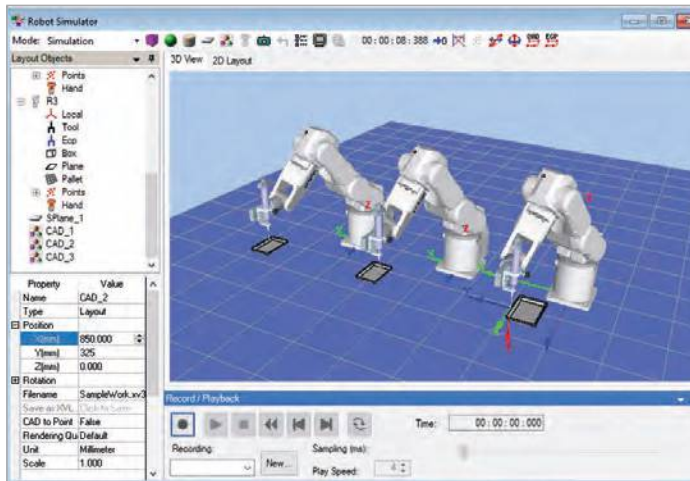 Robot Simulator
Mode: Simulation
00 : 00 : 08 : 388
Layout Objects
3D View 2D Layout
Points
Hand
R3
Local
Tool
Ecp
Box
Plane
Pallet
Points
Hand
SPlane_1
CAD_1
CAD_2
CAD_3
Property Value
Name CAD_2
Type Layout
Position
X(mm) 850.000
Y(mm) 325
Z(mm) 0.000
Rotation
Filename SampleWork.xv3
Save as XVL Click to Save
CAD to Point False
Rendering Qu Default
Unit Millimeter
Scale 1.000
Record / Playback
Time: 00 : 00 : 00 : 000
Recording: Sampling (ms):
New... Play Speed: 4